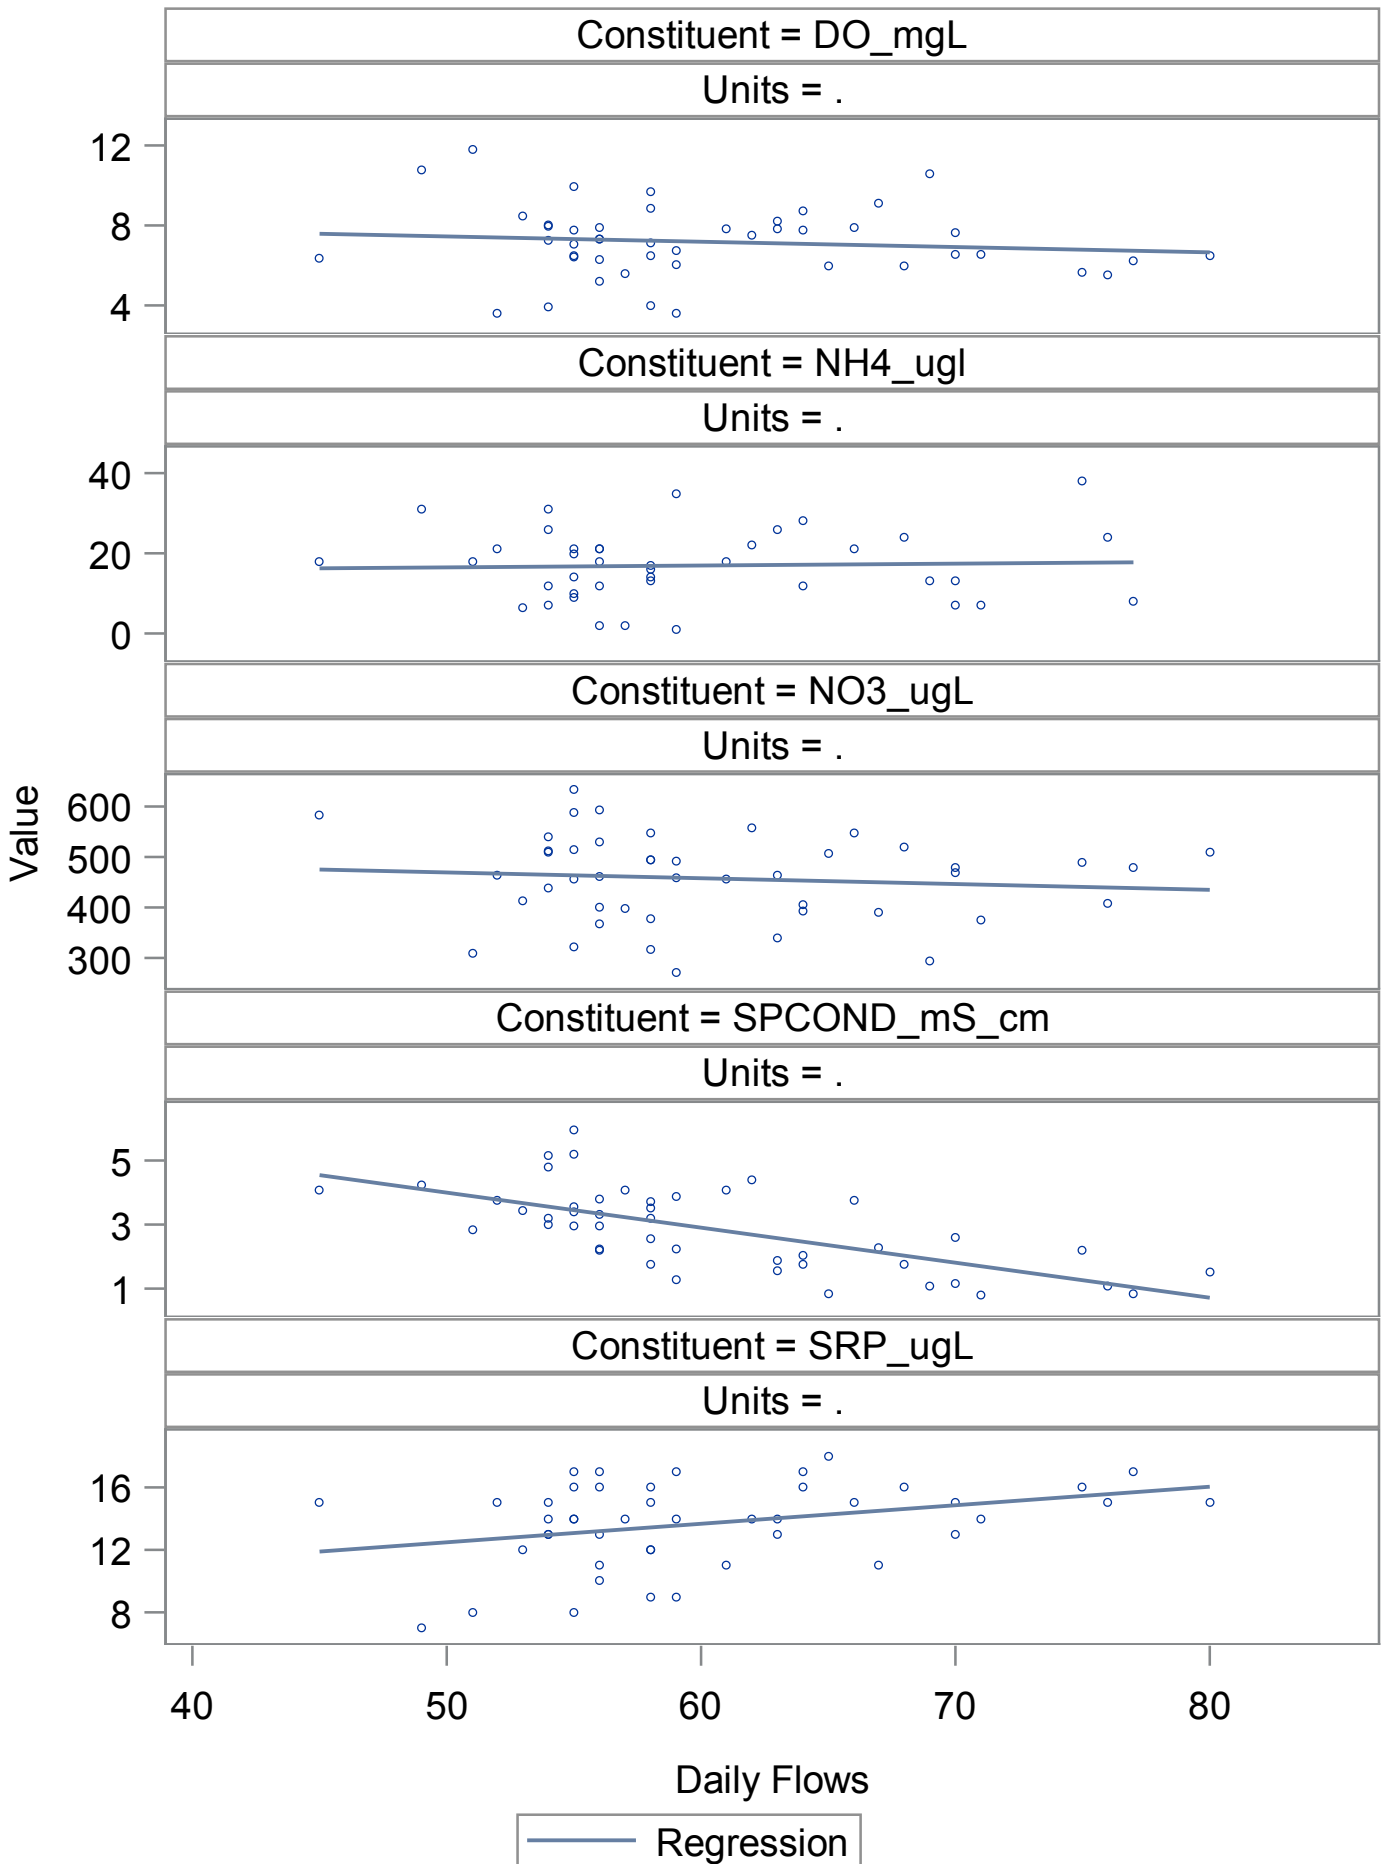 Constituent = DO_mgL
Units = .
12
8
4
Constituent = NH4_ugl
Units = .
40
20
0
Constituent = NO3_ugL
Units = .
Value
600
500
400
300
Constituent = SPCOND_mS_cm
Units = .
5
3
1
Constituent = SRP_ugL
Units = .
16
12
8
40 50 60 70 80
Daily Flows
Regression